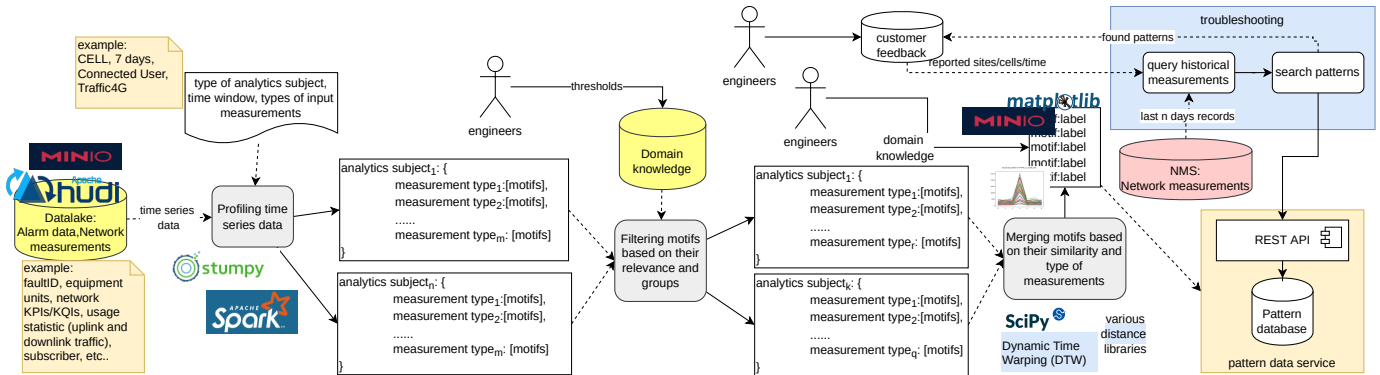 example:
CELL, 7 days,
Connected User,
Traffic4G
type of analytics subject,
time window, types of input
measurements
MINIO
Apache
hudi
Datalake:
Alarm data,Network
measurements
example:
faultID, equipment
units, network
KPIs/KQIs, usage
statistic (uplink and
downlink traffic),
subscriber, etc..
time series
data
Profiling time
series data
stumpy
APACHE
Spark
engineers
thresholds
Domain
knowledge
analytics subject1: {
measurement type1:[motifs],
measurement type2:[motifs],
......
measurement typem: [motifs]
}
analytics subjectn: {
measurement type1:[motifs],
measurement type2:[motifs],
......
measurement typem: [motifs]
}
Filtering motifs
based on their
relevance and
groups
engineers
customer
feedback
reported sites/cells/time
found patterns
engineers
domain
knowledge
analytics subject1: {
measurement type1:[motifs],
measurement type2:[motifs],
......
measurement typer: [motifs]
}
analytics subjectk: {
measurement type1:[motifs],
measurement type2:[motifs],
......
measurement typeq: [motifs]
}
matplotlib
MINIO
motif:label
motif:label
motif:label
motif:label
motif:label
Merging motifs based
on their similarity and
type of
measurements
SciPy
Dynamic Time
Warping (DTW)
various
distance
libraries
troubleshooting
query historical
measurements
search patterns
last n days records
NMS:
Network measurements
REST API
Pattern
database
pattern data service